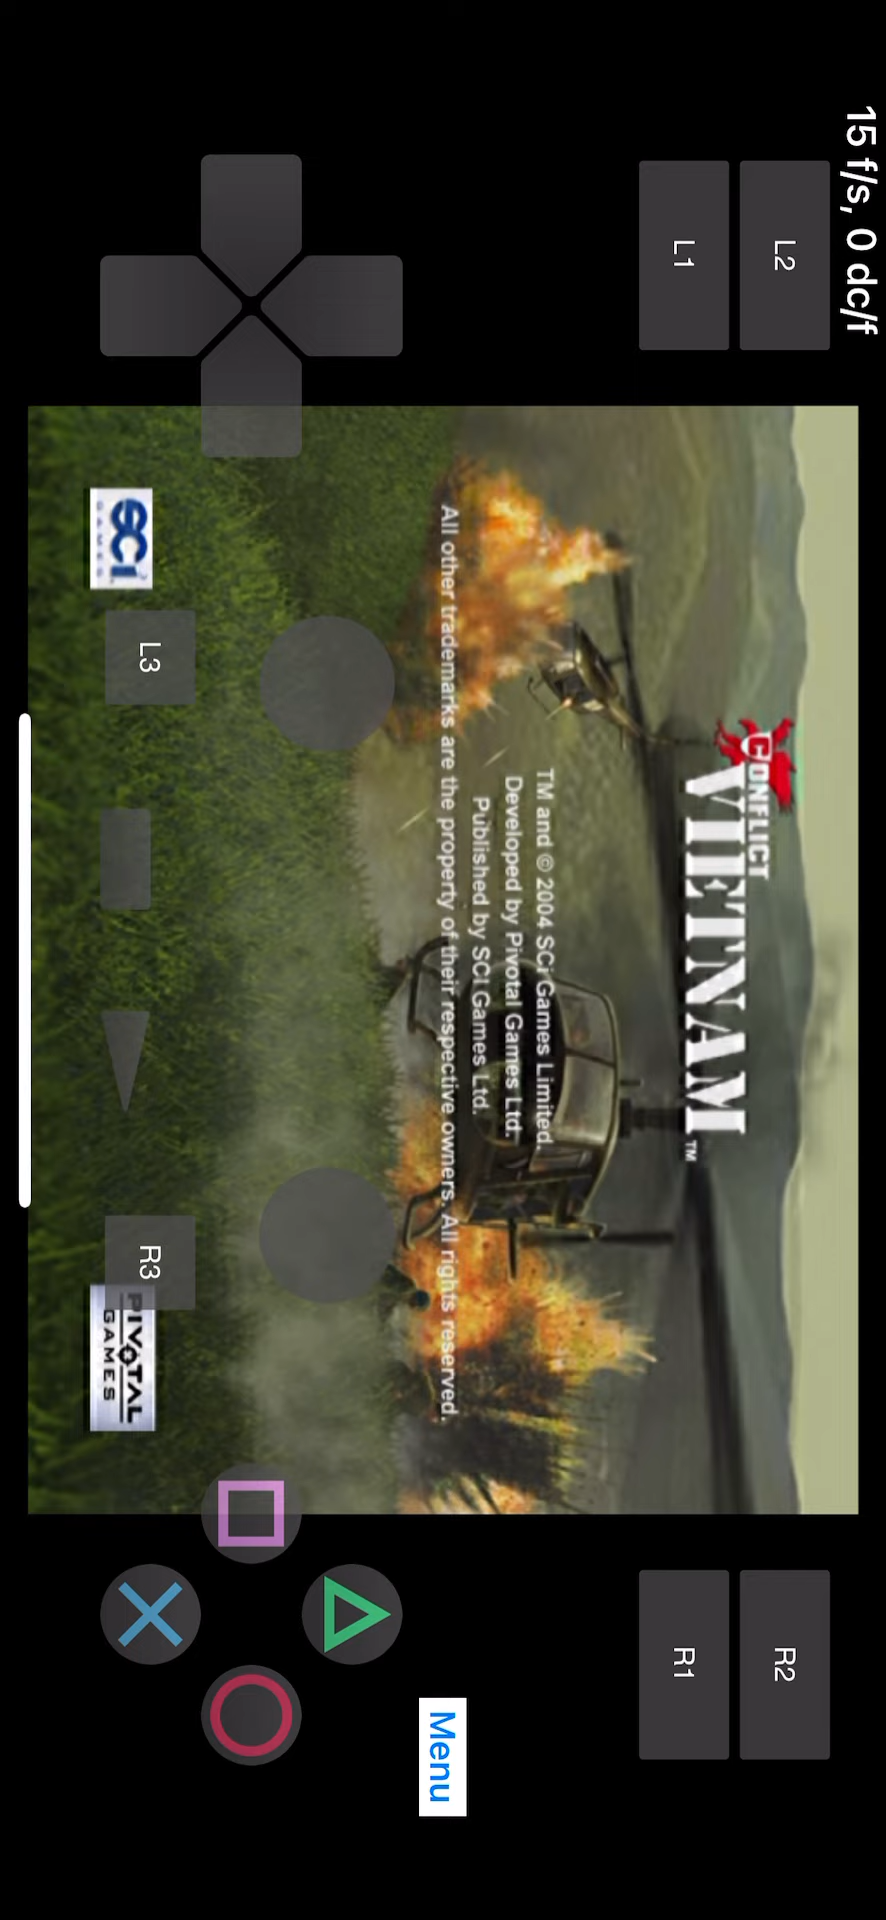 15 f/s, 0 dc/f
L2
L1
R2
R1
CONFLICT
VIETNAM™
TM and © 2004 SCi Games Limited.
Developed by Pivotal Games Ltd.
Published by SCi Games Ltd.
All other trademarks are the property of their respective owners. All rights reserved.
Menu
SCi
GAMES
L3
R3
PIVOTAL
GAMES